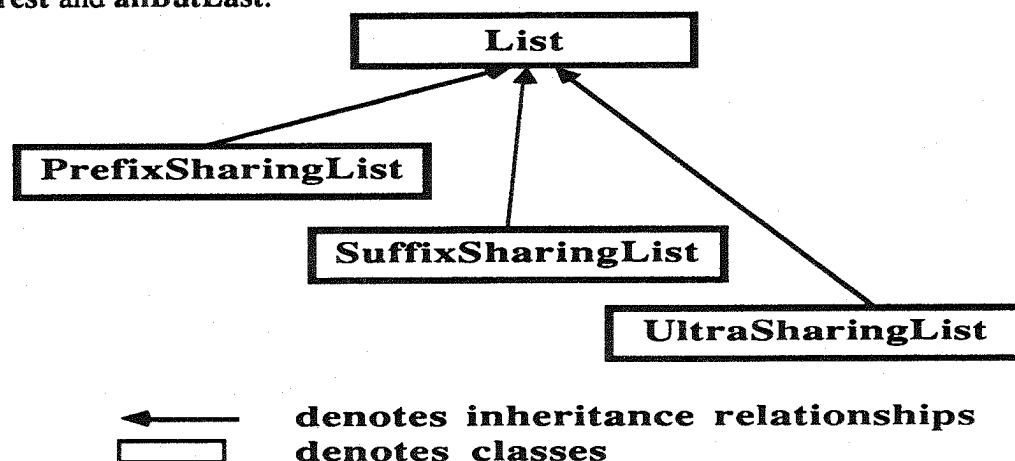 rest and allButLast.
List
PrefixSharingList
SuffixSharingList
UltraSharingList
denotes inheritance relationships
denotes classes